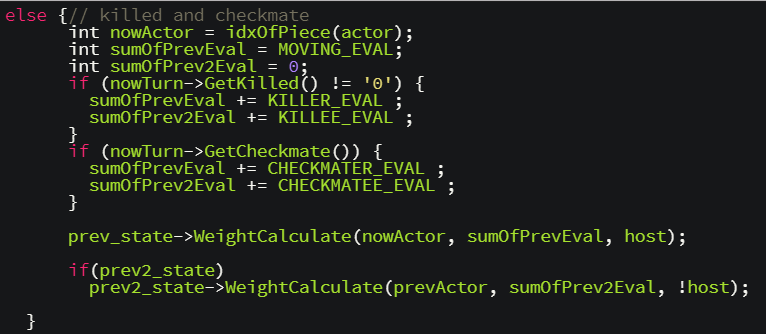 else {// killed and checkmate
int nowActor = idxOfPiece(actor);
int sumOfPrevEval = MOVING_EVAL;
int sumOfPrev2Eval = 0;
if (nowTurn->GetKilled() != '0') {
sumOfPrevEval += KILLER_EVAL ;
sumOfPrev2Eval += KILLEE_EVAL ;
}
if (nowTurn->GetCheckmate()) {
sumOfPrevEval += CHECKMATER_EVAL ;
sumOfPrev2Eval += CHECKMATEE_EVAL ;
}
prev_state->WeightCalculate(nowActor, sumOfPrevEval, host);
if(prev2_state)
prev2_state->WeightCalculate(prevActor, sumOfPrev2Eval, !host);
}